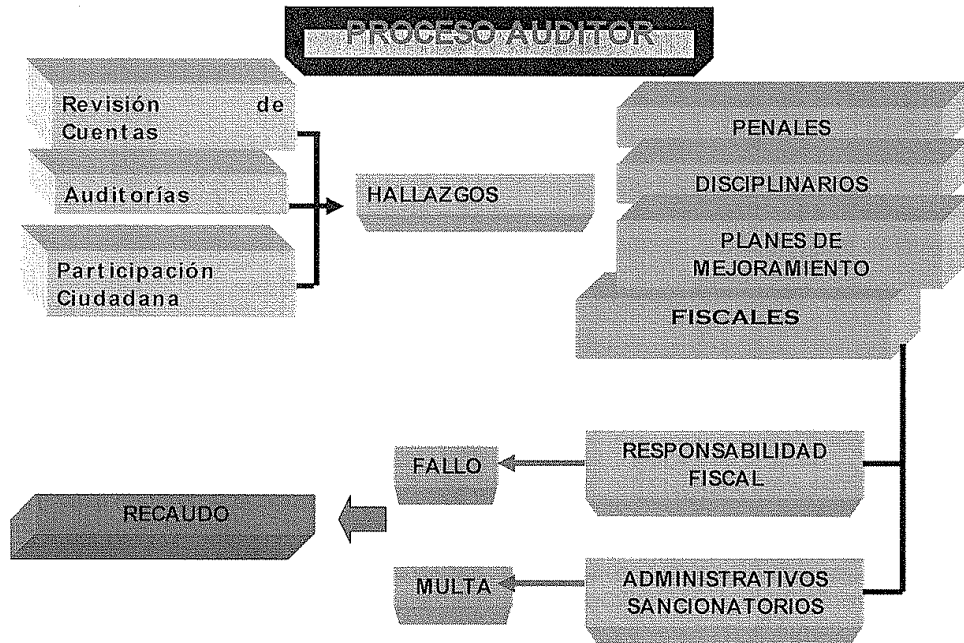 PROCESO AUDITOR
Revisión de
Cuentas
Auditorías
Participación
Ciudadana
HALLAZGOS
PENALES
DISCIPLINARIOS
PLANES DE
MEJORAMIENTO
FISCALES
RESPONSABILIDAD
FISCAL
FALLO
RECAUDO
ADMINISTRATIVOS
SANCIONATORIOS
MULTA